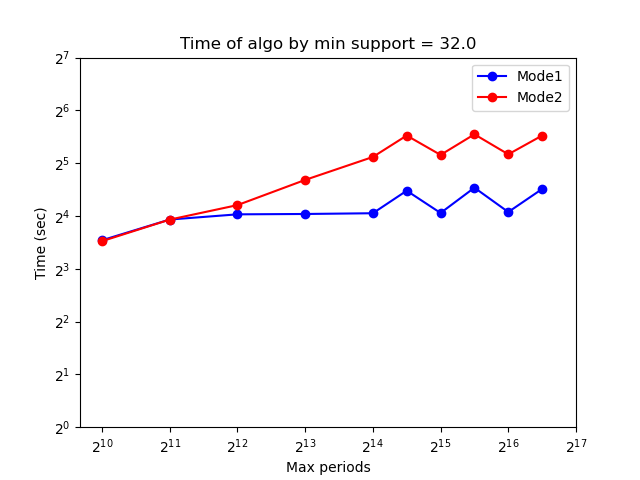 Time of algo by min support = 32.0
2^7
2^6
2^5
2^4
2^3
2^2
2^1
2^0
Time (sec)
Mode1
Mode2
2^10 2^11 2^12 2^13 2^14 2^15 2^16 2^17
Max periods